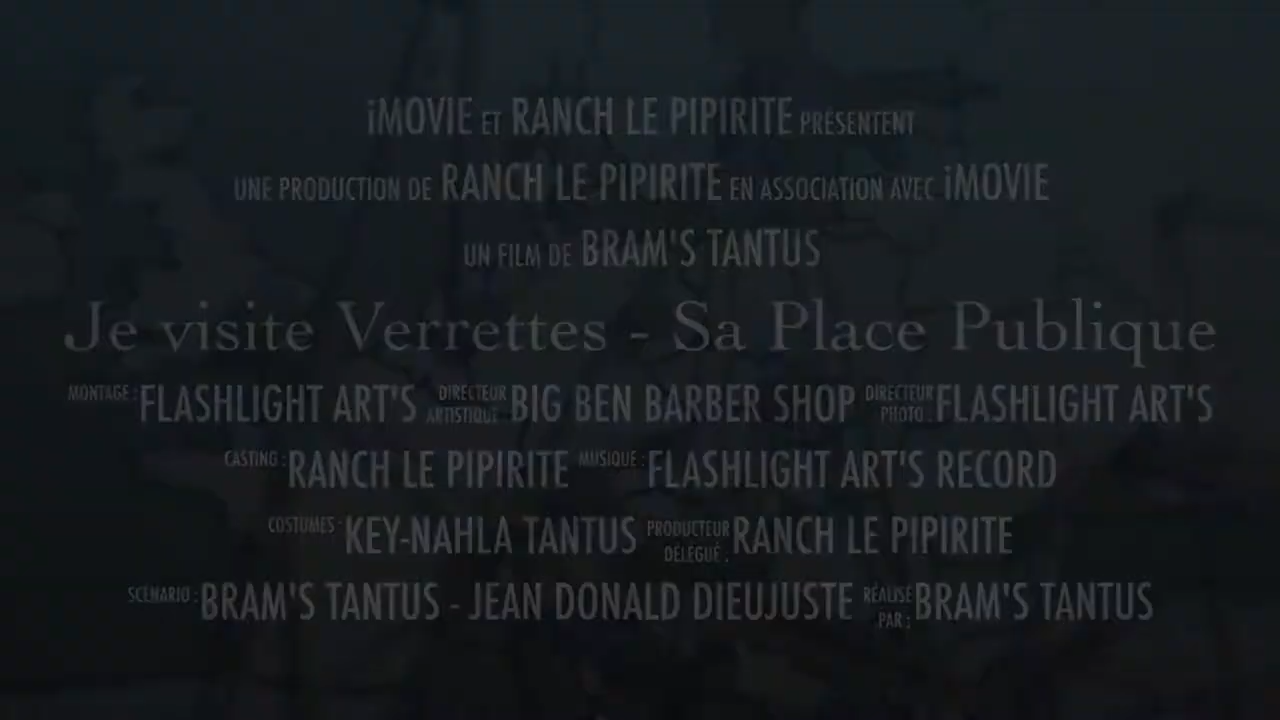 iMOVIE ET RANCH LE PIPIRITE PRÉSENTENT
UNE PRODUCTION DE RANCH LE PIPIRITE EN ASSOCIATION AVEC iMOVIE
UN FILM DE BRAM'S TANTUS
Je visite Verrettes - Sa Place Publique
MONTAGE : FLASHLIGHT ART'S DIRECTEUR ARTISTIQUE : BIG BEN BARBER SHOP DIRECTEUR PHOTO : FLASHLIGHT ART'S
CASTING : RANCH LE PIPIRITE MUSIQUE : FLASHLIGHT ART'S RECORD
COSTUMES : KEY-NAHLA TANTUS PRODUCTEUR DÉLÉGUÉ : RANCH LE PIPIRITE
SCÉNARIO : BRAM'S TANTUS - JEAN DONALD DIEUJUSTE RÉALISÉ PAR : BRAM'S TANTUS